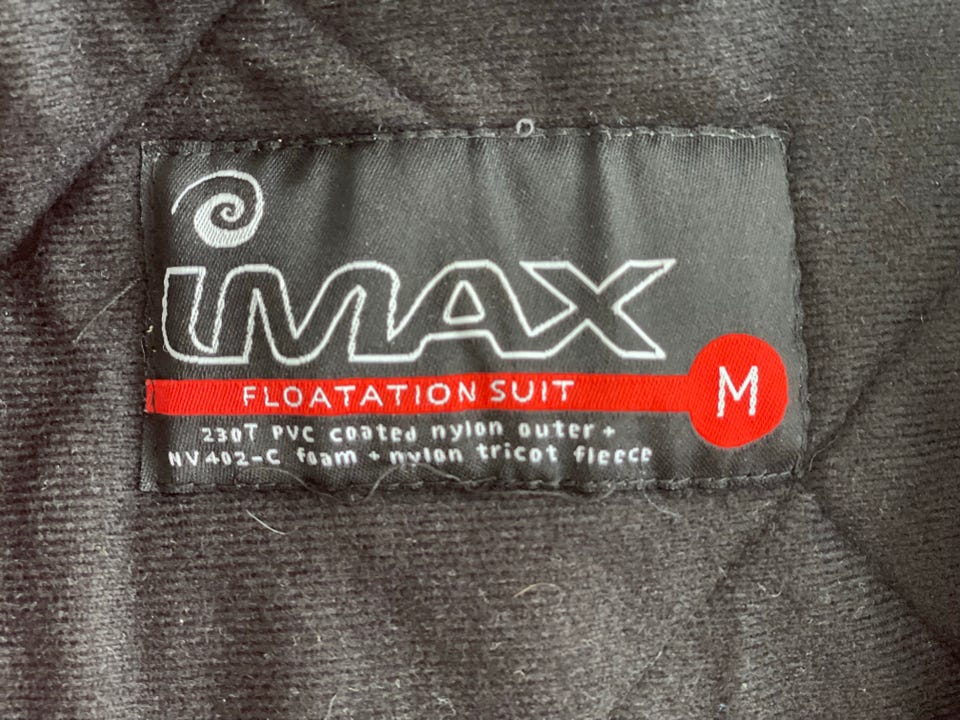 iMAX
FLOATATION SUIT
M
230T PVC coated nylon outer +
NV402-C foam + nylon tricot fleece